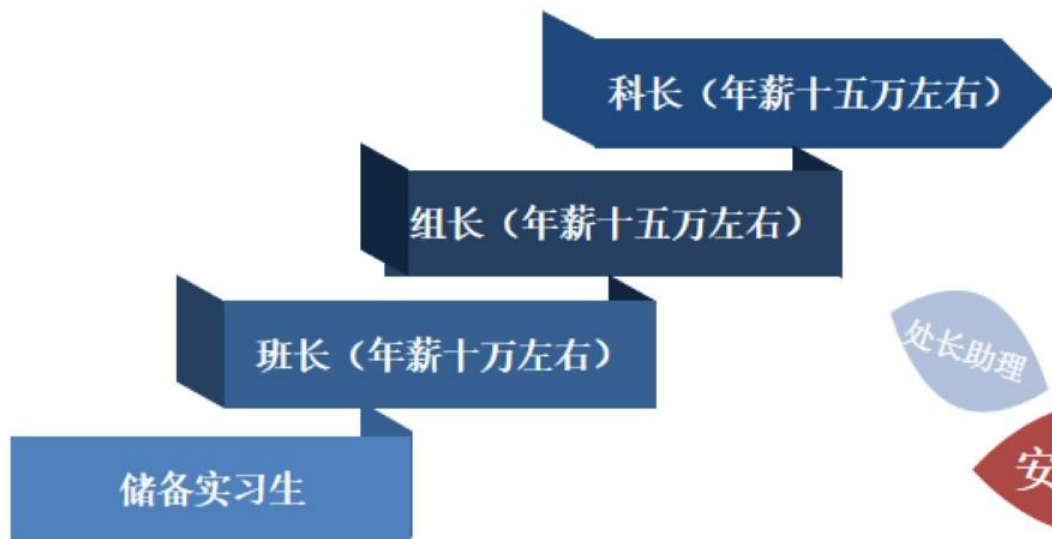 科长（年薪十五万左右）
组长（年薪十五万左右）
班长（年薪十万左右）
储备实习生
处长助理
安